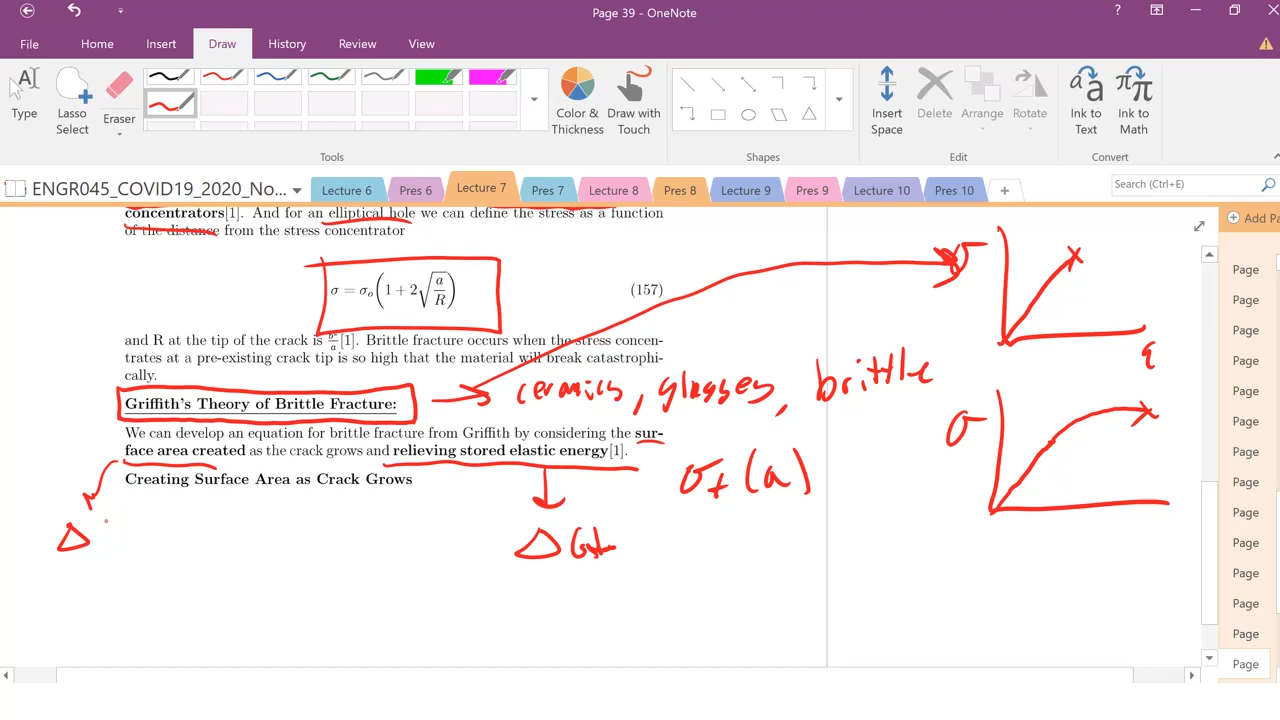 Page 39 - OneNote
?
File
Home
Insert
Draw
History
Review
View
Type
Lasso
Select
Eraser
Color &
Thickness
Draw with
Touch
Insert
Space
Delete
Arrange
Rotate
Ink to
Text
Ink to
Math
Tools
Shapes
Edit
Convert
ENGR045_COVID19_2020_No...
Lecture 6
Pres 6
Lecture 7
Pres 7
Lecture 8
Pres 8
Lecture 9
Pres 9
Lecture 10
Pres 10
Search (Ctrl+E)
Add Pa
concentrators[1]. And for an elliptical hole we can define the stress as a function
of the distance from the stress concentrator
σ = σₒ(1 + 2√(a/R)) (157)
and R at the tip of the crack is [1]. Brittle fracture occurs when the stress concen-
trates at a pre-existing crack tip is so high that the material will break catastrophi-
cally.
Griffith's Theory of Brittle Fracture:
ceramics, glasses, brittle
We can develop an equation for brittle fracture from Griffith by considering the sur-
face area created as the crack grows and relieving stored elastic energy[1].
Creating Surface Area as Crack Grows
σf (a)
Δ
Δ
σ
σ
Page
Page
Page
Page
Page
Page
Page
Page
Page
Page
Page
Page
Page
Page